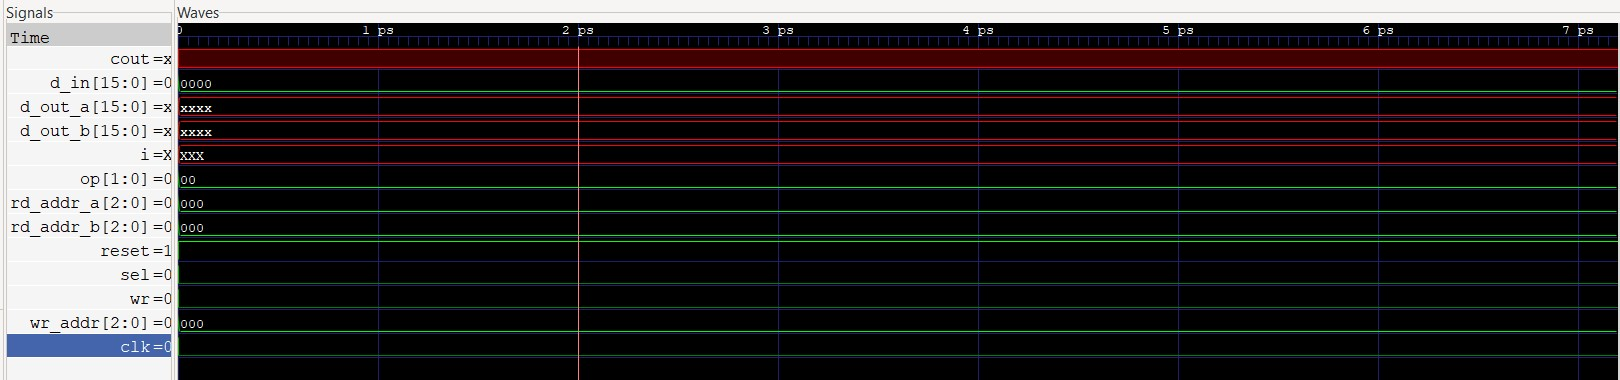 Signals Waves
Time 0 1 ps 2 ps 3 ps 4 ps 5 ps 6 ps 7 ps
cout=x
d_in[15:0]=0 0000
d_out_a[15:0]=x xxxx
d_out_b[15:0]=x xxxx
i=X XXX
op[1:0]=0 00
rd_addr_a[2:0]=0 000
rd_addr_b[2:0]=0 000
reset=1
sel=0
wr=0
wr_addr[2:0]=0 000
clk=0